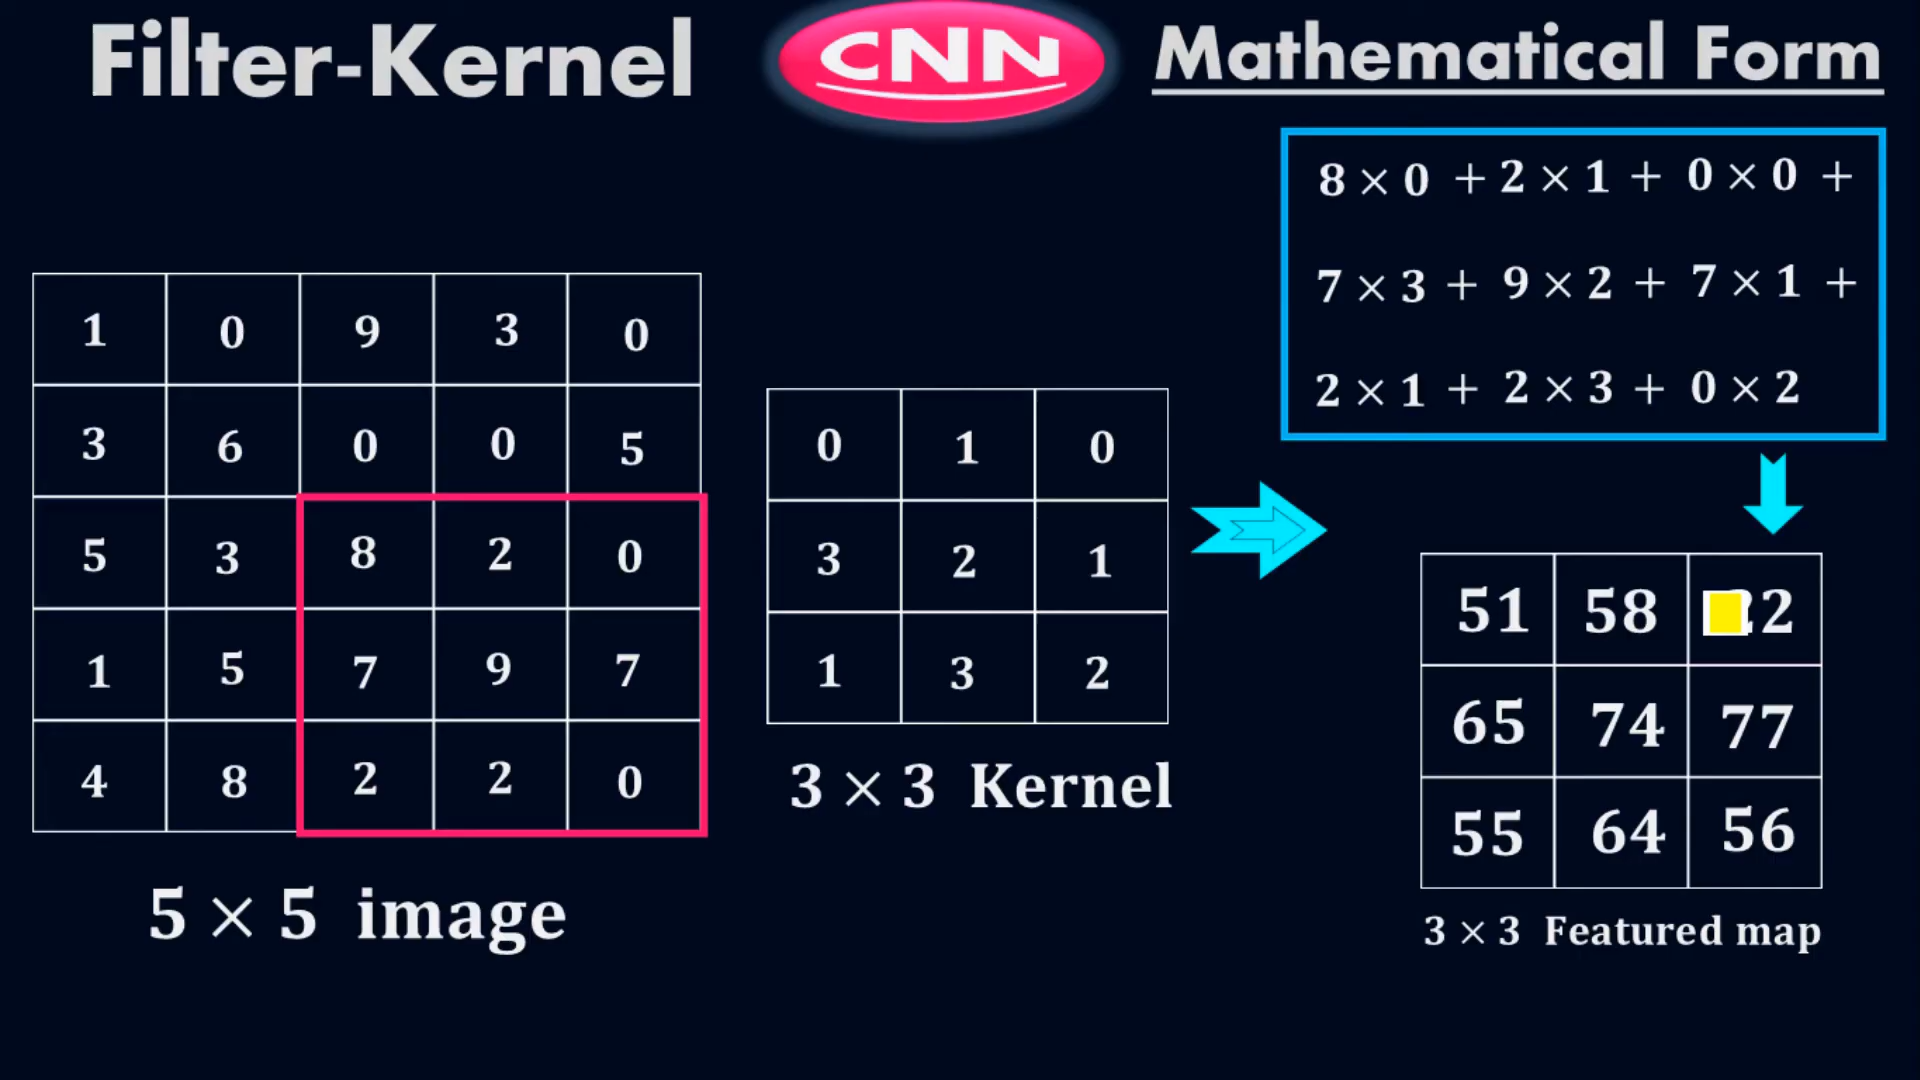 Filter-Kernel
CNN
Mathematical Form
8 × 0 + 2 × 1 + 0 × 0 +
7 × 3 + 9 × 2 + 7 × 1 +
2 × 1 + 2 × 3 + 0 × 2
1 0 9 3 0
3 6 0 0 5
5 3 8 2 0
1 5 7 9 7
4 8 2 2 0
5 × 5 image
0 1 0
3 2 1
1 3 2
3 × 3 Kernel
51 58
65 74 77
55 64 56
3 × 3 Featured map